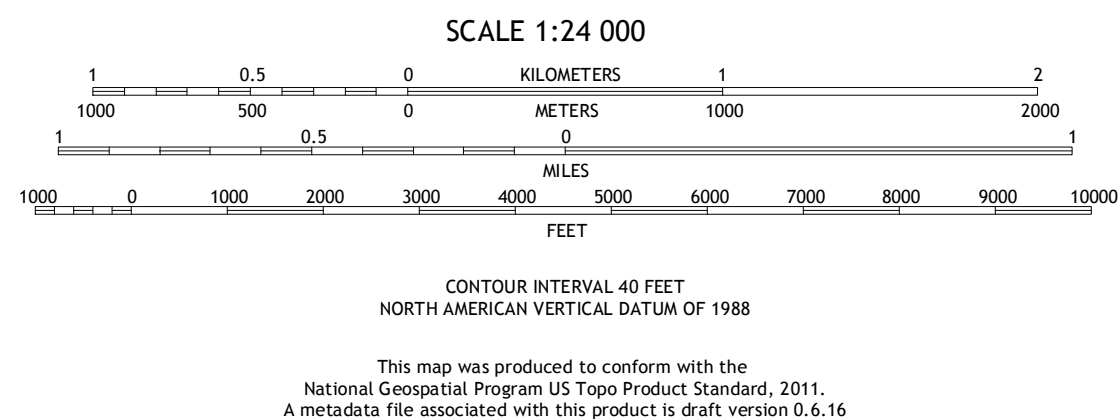 SCALE 1:24 000
1 0.5 0 KILOMETERS 1 2
1000 500 0 METERS 1000 2000
1 0.5 0 1
MILES
1000 0 1000 2000 3000 4000 5000 6000 7000 8000 9000 10000
FEET
CONTOUR INTERVAL 40 FEET
NORTH AMERICAN VERTICAL DATUM OF 1988
This map was produced to conform with the
National Geospatial Program US Topo Product Standard, 2011.
A metadata file associated with this product is draft version 0.6.16